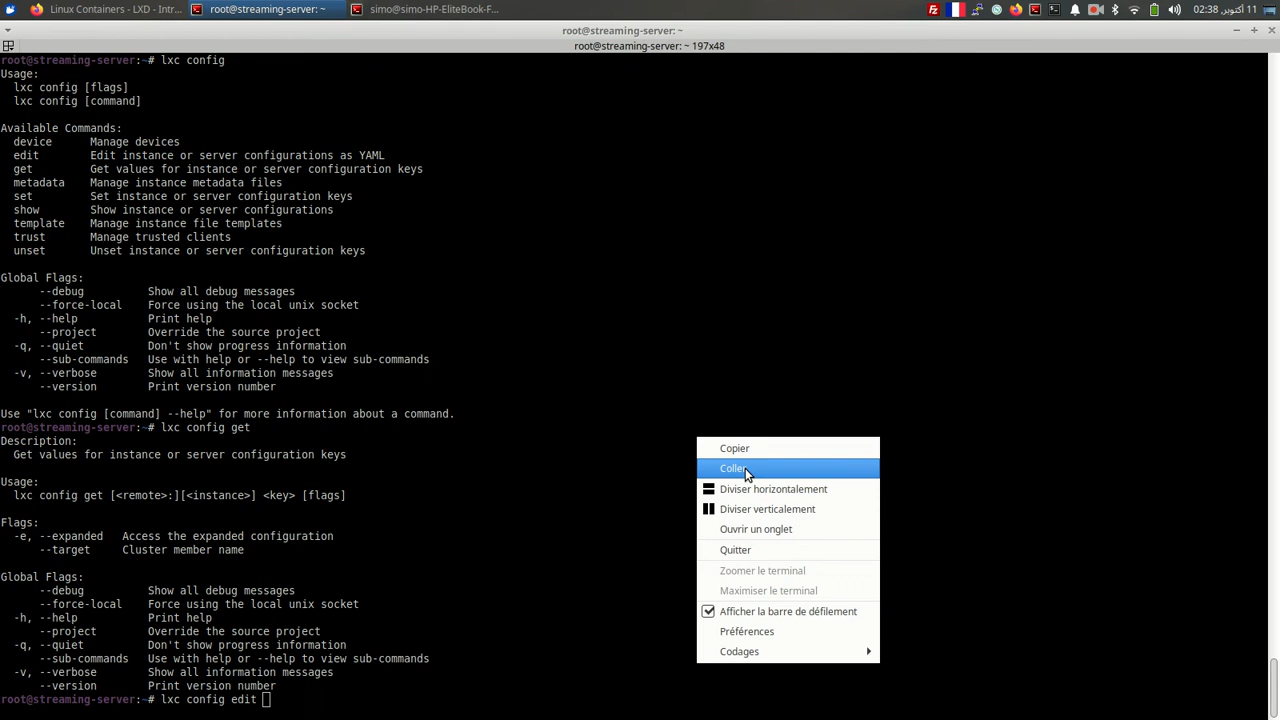 Linux Containers - LXD - Intr...
root@streaming-server: ~
simo@simo-HP-EliteBook-F...
11 أكتوبر, 02:38
root@streaming-server: ~
root@streaming-server: ~ 197x48
root@streaming-server:~# lxc config
Usage:
  lxc config [flags]
  lxc config [command]

Available Commands:
  device      Manage devices
  edit        Edit instance or server configurations as YAML
  get         Get values for instance or server configuration keys
  metadata    Manage instance metadata files
  set         Set instance or server configuration keys
  show        Show instance or server configurations
  template    Manage instance file templates
  trust       Manage trusted clients
  unset       Unset instance or server configuration keys

Global Flags:
      --debug          Show all debug messages
      --force-local    Force using the local unix socket
  -h, --help           Print help
      --project        Override the source project
  -q, --quiet          Don't show progress information
      --sub-commands   Use with help or --help to view sub-commands
  -v, --verbose        Show all information messages
      --version        Print version number

Use "lxc config [command] --help" for more information about a command.
root@streaming-server:~# lxc config get
Description:
  Get values for instance or server configuration keys

Usage:
  lxc config get [<remote>:][<instance>] <key> [flags]

Flags:
  -e, --expanded   Access the expanded configuration
      --target     Cluster member name

Global Flags:
      --debug          Show all debug messages
      --force-local    Force using the local unix socket
  -h, --help           Print help
      --project        Override the source project
  -q, --quiet          Don't show progress information
      --sub-commands   Use with help or --help to view sub-commands
  -v, --verbose        Show all information messages
      --version        Print version number
root@streaming-server:~# lxc config edit
Copier
Coller
Diviser horizontalement
Diviser verticalement
Ouvrir un onglet
Quitter
Zoomer le terminal
Maximiser le terminal
Afficher la barre de défilement
Préférences
Codages